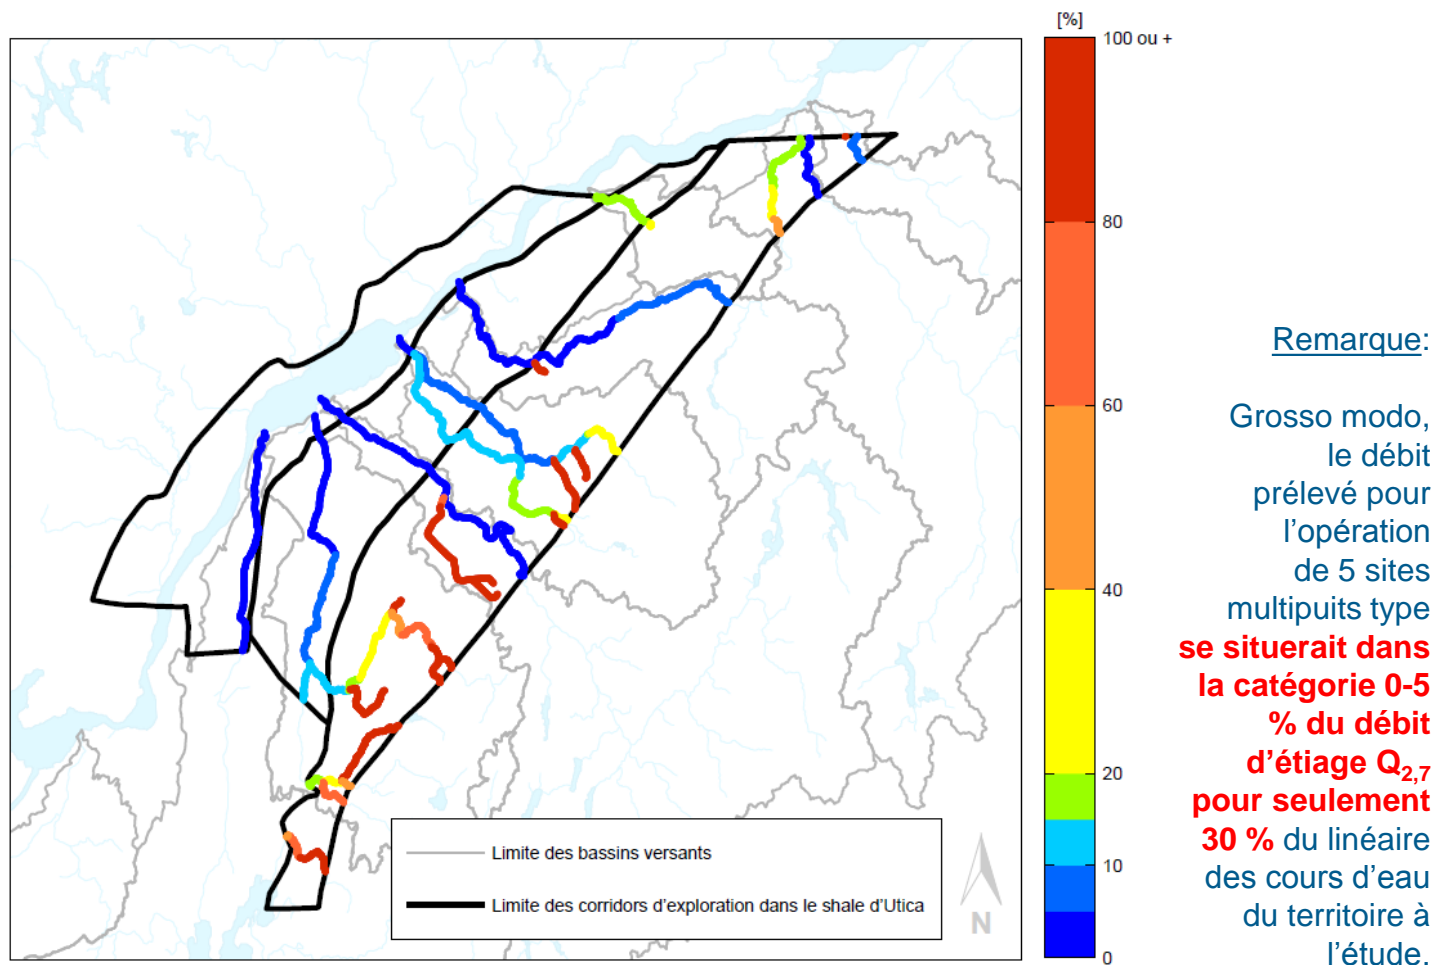 [%]
100 ou +
80
60
40
20
10
0
Limite des bassins versants
Limite des corridors d'exploration dans le shale d'Utica
N
Remarque:
Grosso modo,
le débit
prélevé pour
l'opération
de 5 sites
multipuits type
se situerait dans
la catégorie 0-5
% du débit
d'étiage Q2,7
pour seulement
30 % du linéaire
des cours d'eau
du territoire à
l'étude.